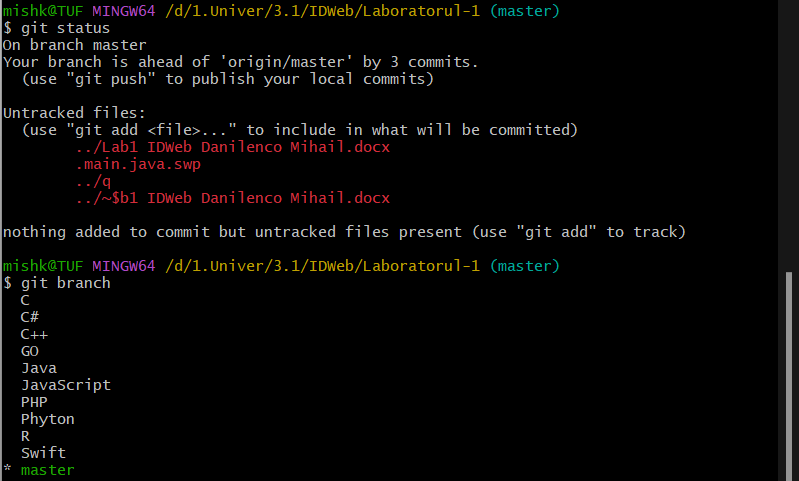 mishk@TUF MINGW64 /d/1.Univer/3.1/IDWeb/Laboratorul-1 (master)
$ git status
On branch master
Your branch is ahead of 'origin/master' by 3 commits.
  (use "git push" to publish your local commits)

Untracked files:
  (use "git add <file>..." to include in what will be committed)
        ../Lab1 IDWeb Danilenco Mihail.docx
        .main.java.swp
        ../q
        ../~$b1 IDWeb Danilenco Mihail.docx

nothing added to commit but untracked files present (use "git add" to track)

mishk@TUF MINGW64 /d/1.Univer/3.1/IDWeb/Laboratorul-1 (master)
$ git branch
  C
  C#
  C++
  GO
  Java
  JavaScript
  PHP
  Phyton
  R
  Swift
* master